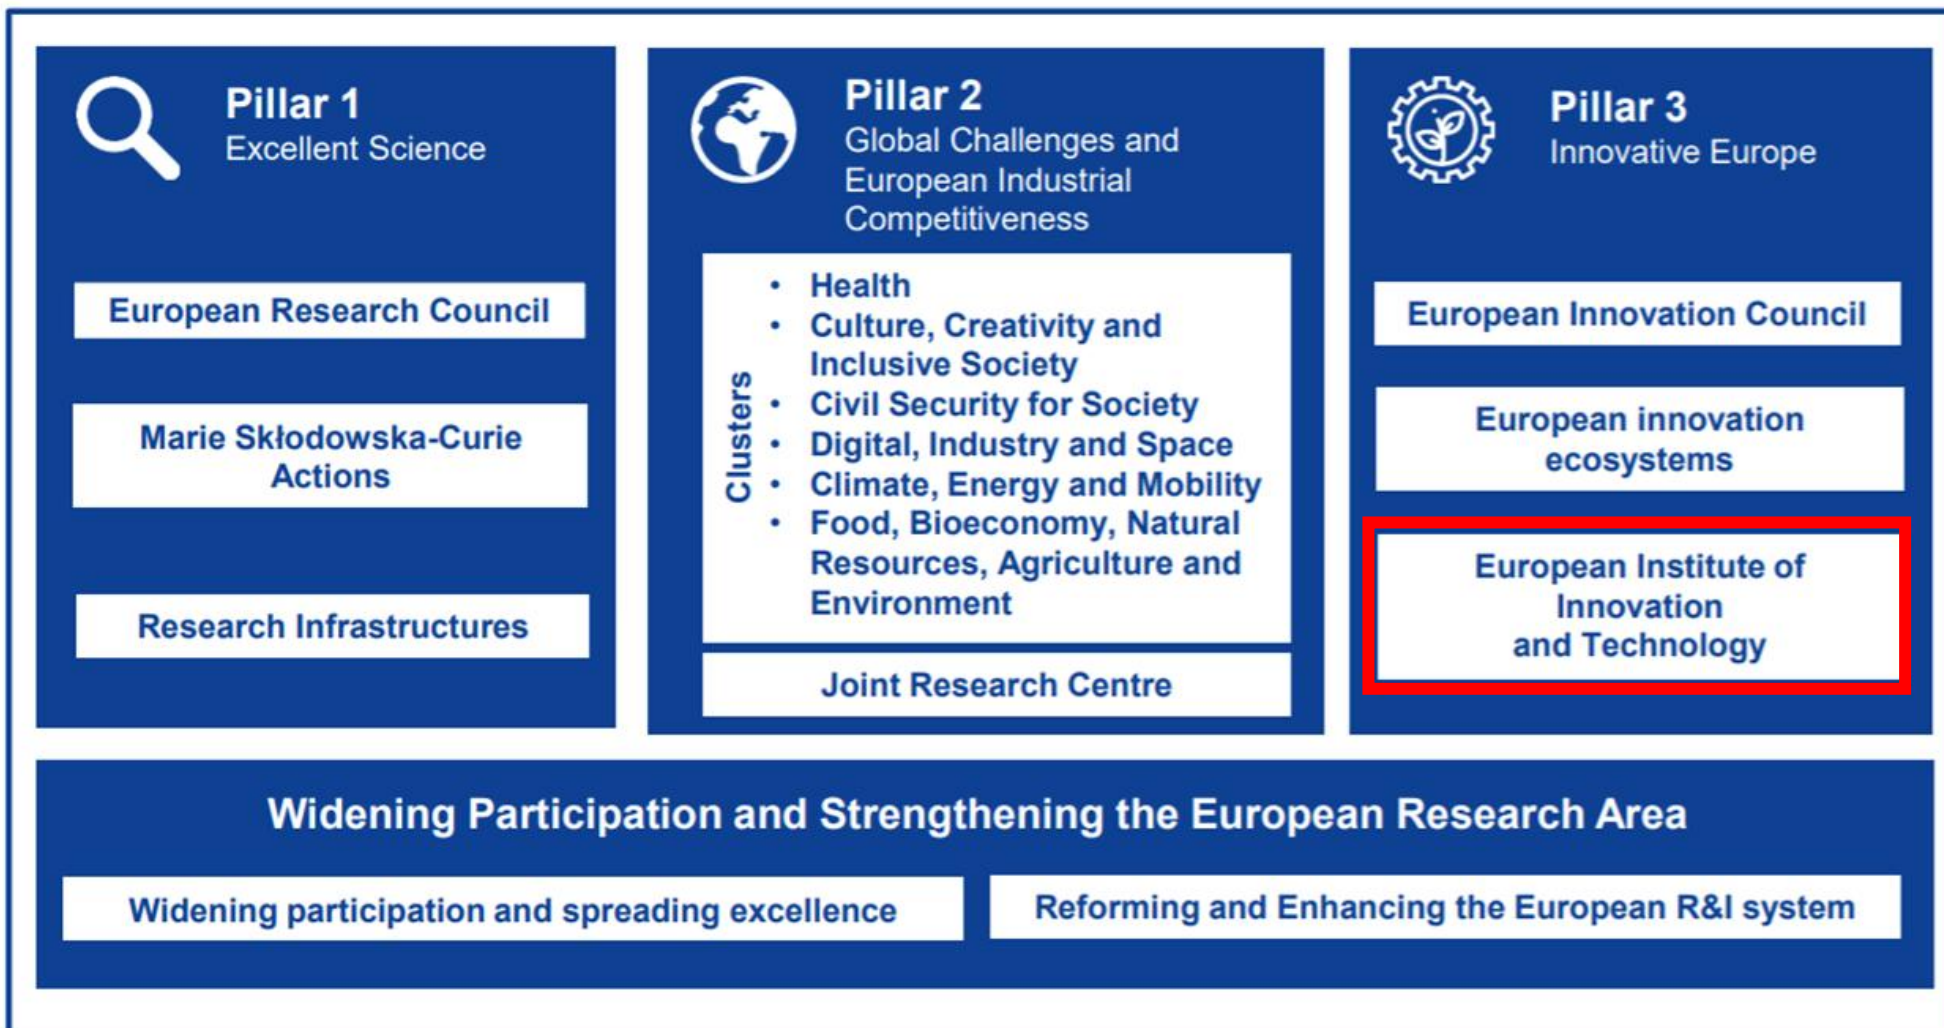 Pillar 1
Excellent Science
European Research Council
Marie Skłodowska-Curie
Actions
Research Infrastructures
Pillar 2
Global Challenges and
European Industrial
Competitiveness
Clusters
• Health
• Culture, Creativity and
Inclusive Society
• Civil Security for Society
• Digital, Industry and Space
• Climate, Energy and Mobility
• Food, Bioeconomy, Natural
Resources, Agriculture and
Environment
Joint Research Centre
Pillar 3
Innovative Europe
European Innovation Council
European innovation
ecosystems
European Institute of
Innovation
and Technology
Widening Participation and Strengthening the European Research Area
Widening participation and spreading excellence
Reforming and Enhancing the European R&I system